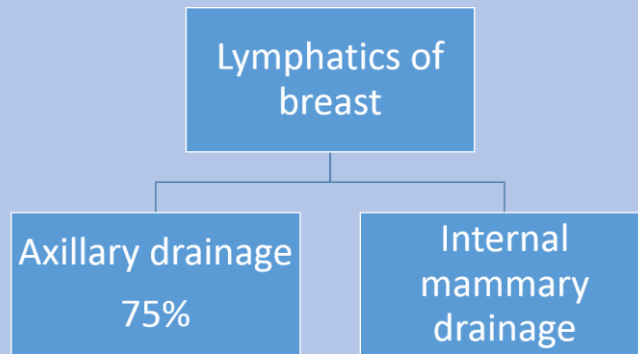 Lymphatics of
breast
Axillary drainage
75%
Internal
mammary
drainage